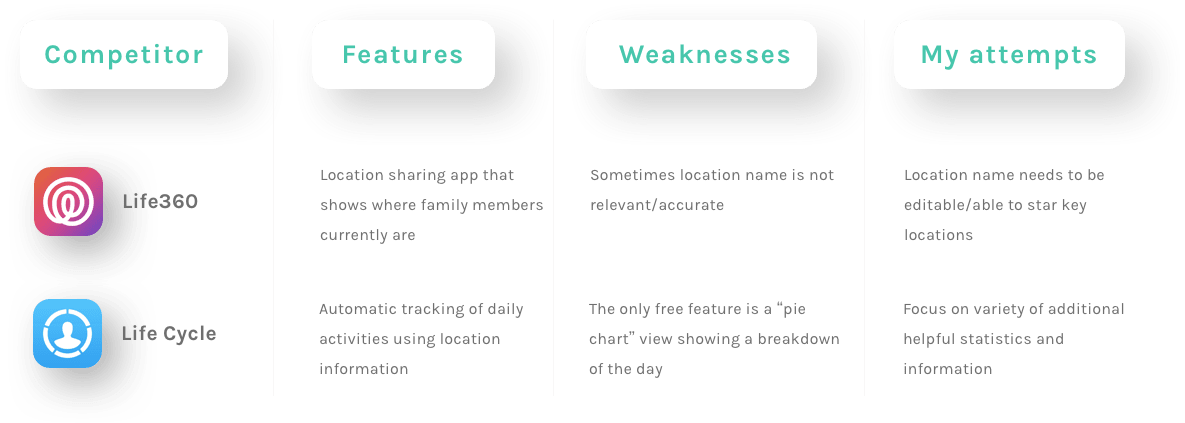 Competitor
Features
Weaknesses
My attempts
Life360
Location sharing app that
shows where family members
currently are
Sometimes location name is not
relevant/accurate
Location name needs to be
editable/able to star key
locations
Life Cycle
Automatic tracking of daily
activities using location
information
The only free feature is a “pie
chart” view showing a breakdown
of the day
Focus on variety of additional
helpful statistics and
information